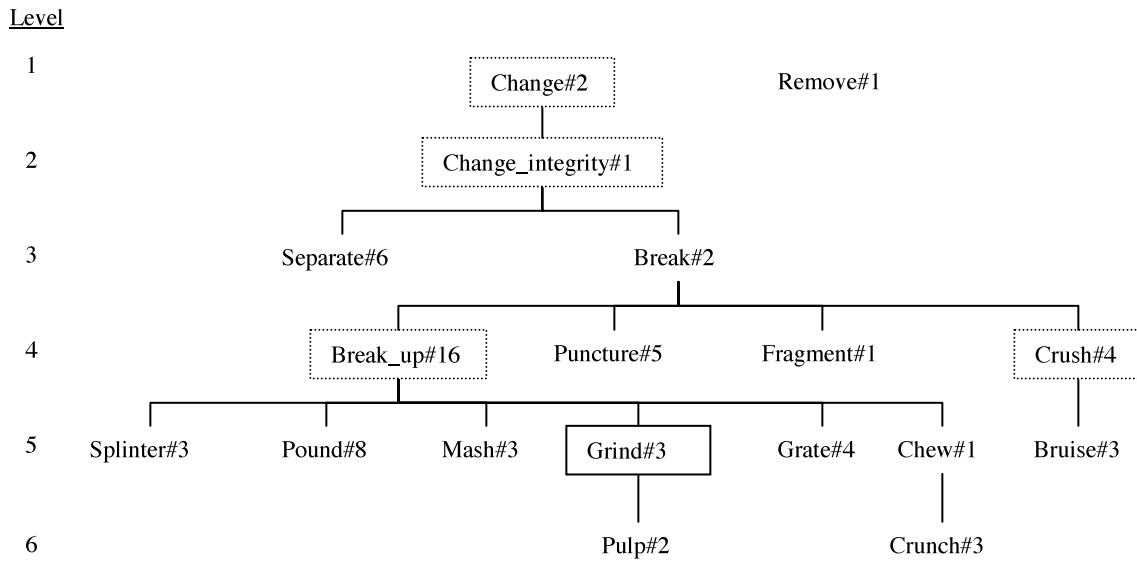 Level
1
Change#2
Remove#1
2
Change_integrity#1
3
Separate#6
Break#2
4
Break_up#16
Puncture#5
Fragment#1
Crush#4
5
Splinter#3
Pound#8
Mash#3
Grind#3
Grate#4
Chew#1
Bruise#3
6
Pulp#2
Crunch#3